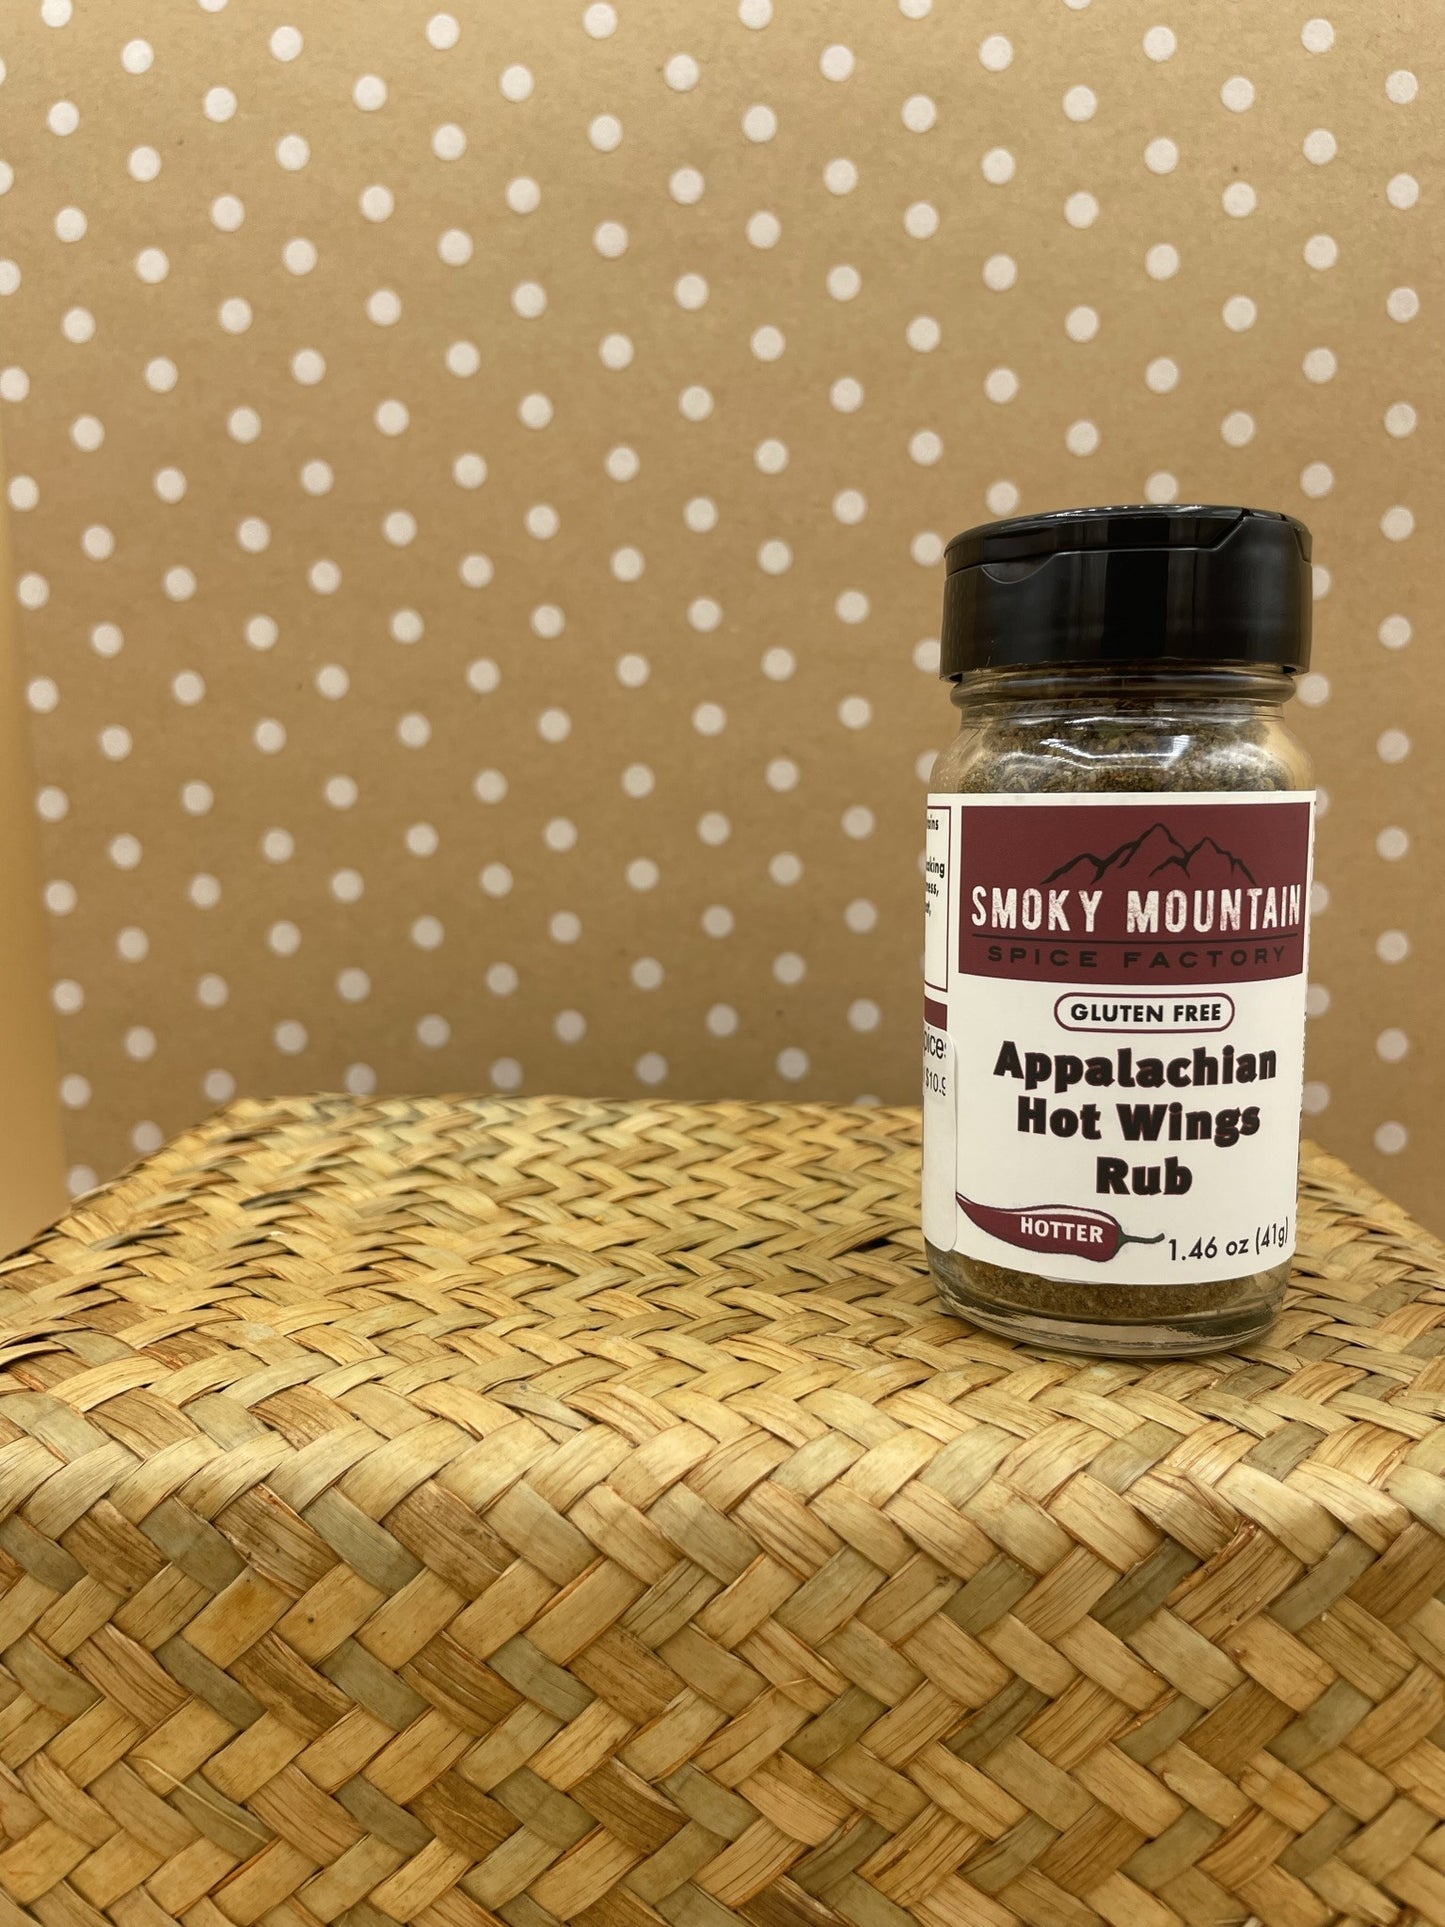 SMOKY MOUNTAIN
SPICE FACTORY
GLUTEN FREE
Appalachian
Hot Wings
Rub
HOTTER
1.46 oz (41g)